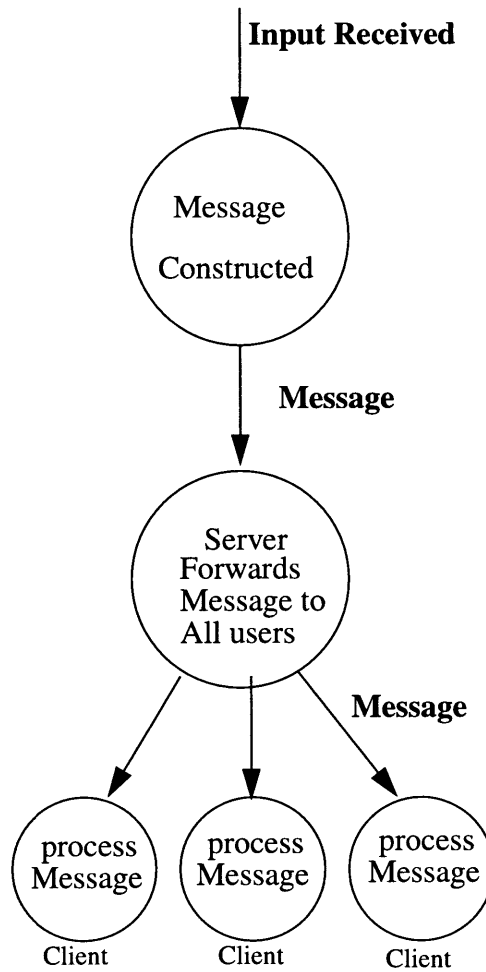 Input Received
Message
Constructed
Message
Server
Forwards
Message to
All users
Message
process
Message
process
Message
process
Message
Client
Client
Client